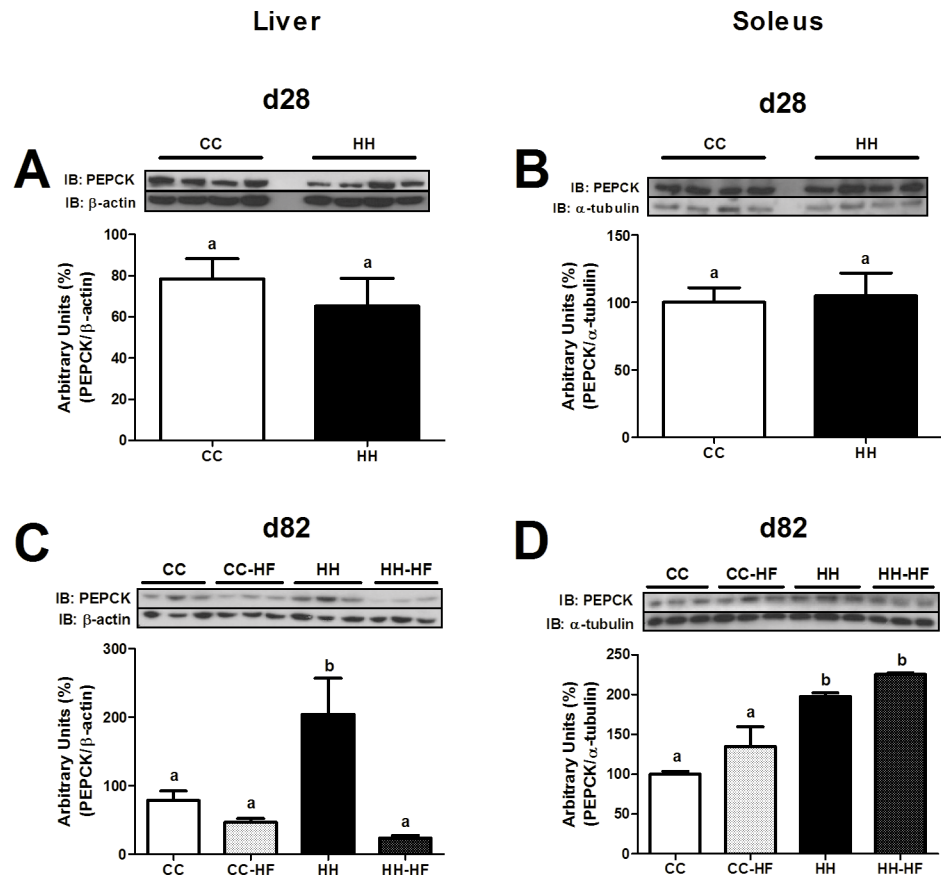 Liver
Soleus
d28
d28
A
CC HH
IB: PEPCK
IB: β-actin
Arbitrary Units (%)
(PEPCK/β-actin)
100
80
60
40
20
0
a a
CC HH
B
CC HH
IB: PEPCK
IB: α-tubulin
Arbitrary Units (%)
(PEPCK/α-tubulin)
150
100
50
0
a a
CC HH
C
d82
CC CC-HF HH HH-HF
IB: PEPCK
IB: β-actin
Arbitrary Units (%)
(PEPCK/β-actin)
300
200
100
0
a a b a
CC CC-HF HH HH-HF
D
d82
CC CC-HF HH HH-HF
IB: PEPCK
IB: α-tubulin
Arbitrary Units (%)
(PEPCK/α-tubulin)
250
200
150
100
50
0
a a b b
CC CC-HF HH HH-HF